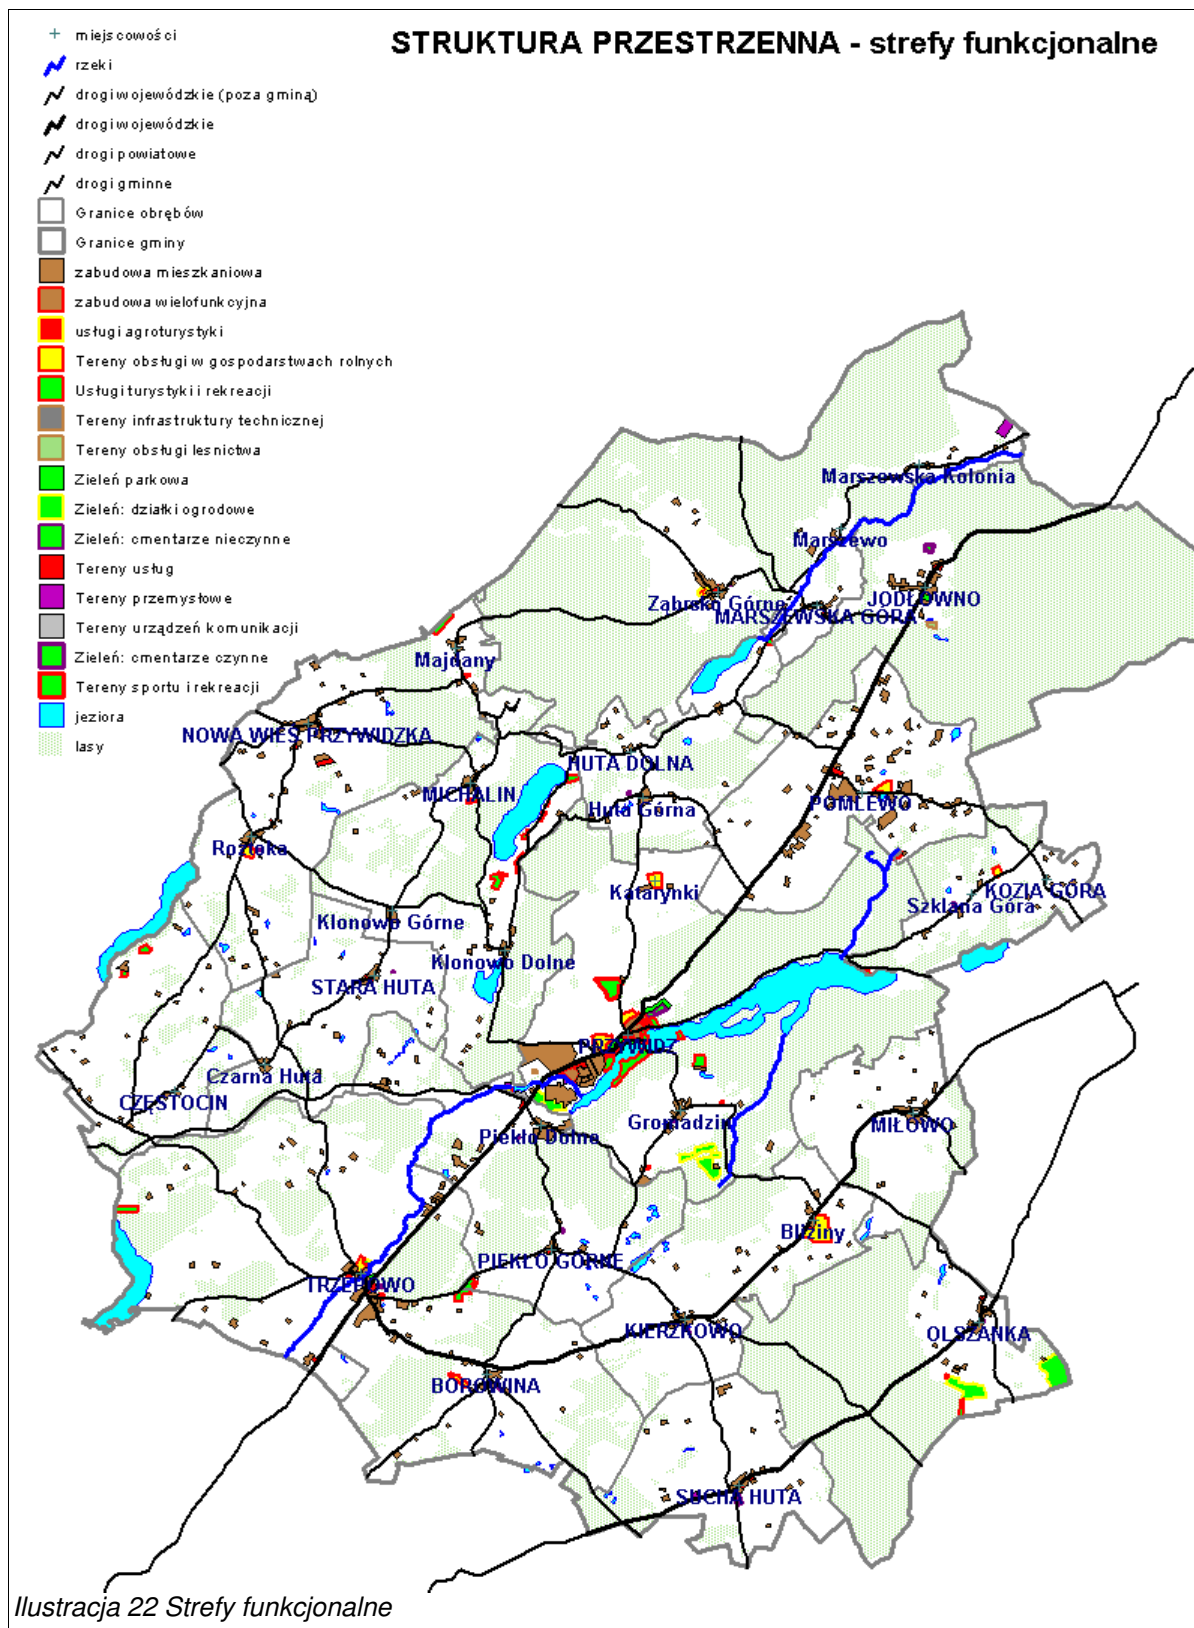 STRUKTURA PRZESTRZENNA - strefy funkcjonalne
miejscowości
rzeki
drogi wojewódzkie (poza gminą)
drogi wojewódzkie
drogi powiatowe
drogi gminne
Granice obrębów
Granice gminy
zabudowa mieszkaniowa
zabudowa wielofunkcyjna
usługi agroturystyki
Tereny obsługi w gospodarstwach rolnych
Usługi turystyki i rekreacji
Tereny infrastruktury technicznej
Tereny obsługi lesnictwa
Zieleń parkowa
Zieleń: działki ogrodowe
Zieleń: cmentarze nieczynne
Tereny usług
Tereny przemysłowe
Tereny urządzeń komunikacji
Zieleń: cmentarze czynne
Tereny sportu i rekreacji
jeziora
lasy
Marszewska Kolonia
Marszewo
JODŁOWNO
Zabrsko Górne
MARSZEWSKA GÓRA
Majdany
NOWA WIEŚ PRZYWIDZKA
HUTA DOLNA
MICHALIN
Huta Górna
POMLEWO
Roztoka
Katarynki
KOZIA GÓRA
Szklana Góra
Klonowo Górne
Klonowo Dolne
STARA HUTA
PRZYWIDZ
Czarna Huta
CZĘSTOCIN
Gromadzin
MIŁOWO
Piekło Dolne
Bliziny
PIEKŁO GÓRNE
TRZEPOWO
KIERZKOWO
OLSZANKA
BOROWINA
SUCHA HUTA
Ilustracja 22 Strefy funkcjonalne